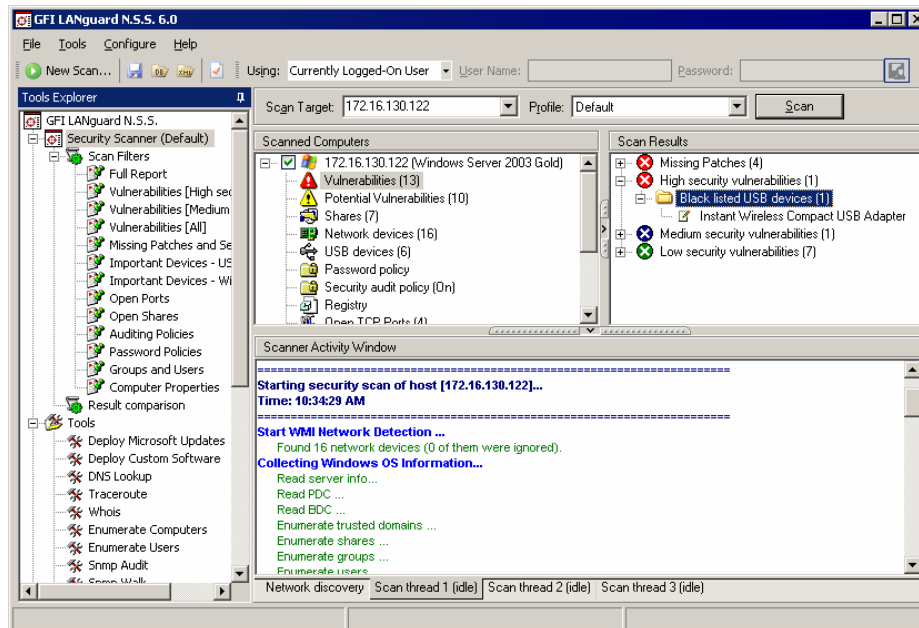 GFI LANguard N.S.S. 6.0
File Tools Configure Help
New Scan... Using: Currently Logged-On User User Name: Password:
Tools Explorer
GFI LANguard N.S.S.
Security Scanner (Default)
Scan Filters
Full Report
Vulnerabilities [High sec
Vulnerabilities [Medium
Vulnerabilities [All]
Missing Patches and Se
Important Devices - US
Important Devices - Wi
Open Ports
Open Shares
Auditing Policies
Password Policies
Groups and Users
Computer Properties
Result comparison
Tools
Deploy Microsoft Updates
Deploy Custom Software
DNS Lookup
Traceroute
Whois
Enumerate Computers
Enumerate Users
Snmp Audit
Snmp Walk
Scan Target: 172.16.130.122 Profile: Default Scan
Scanned Computers
172.16.130.122 (Windows Server 2003 Gold)
Vulnerabilities (13)
Potential Vulnerabilities (10)
Shares (7)
Network devices (16)
USB devices (6)
Password policy
Security audit policy (On)
Registry
Open TCP Ports (4)
Scan Results
Missing Patches (4)
High security vulnerabilities (1)
Black listed USB devices (1)
Instant Wireless Compact USB Adapter
Medium security vulnerabilities (1)
Low security vulnerabilities (7)
Scanner Activity Window
Starting security scan of host [172.16.130.122]...
Time: 10:34:29 AM
Start WMI Network Detection ...
Found 16 network devices (0 of them were ignored).
Collecting Windows OS Information...
Read server info...
Read PDC ...
Read BDC ...
Enumerate trusted domains ...
Enumerate shares ...
Enumerate groups ...
Enumerate users
Network discovery Scan thread 1 (idle) Scan thread 2 (idle) Scan thread 3 (idle)